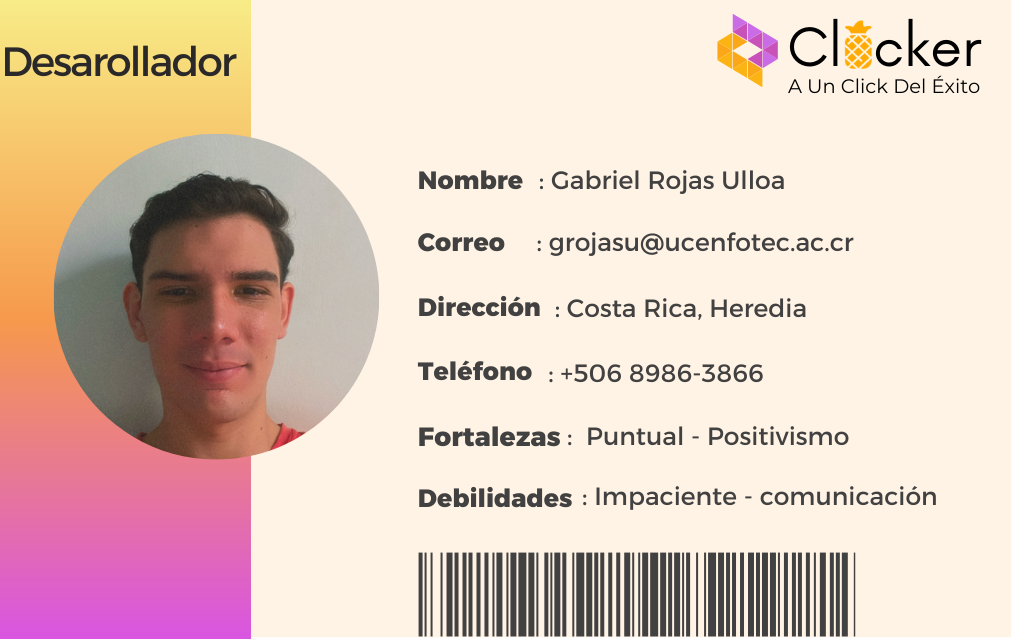 Desarollador
Clicker
A Un Click Del Éxito
Nombre : Gabriel Rojas Ulloa
Correo : grojasu@ucenfotec.ac.cr
Dirección : Costa Rica, Heredia
Teléfono : +506 8986-3866
Fortalezas : Puntual - Positivismo
Debilidades : Impaciente - comunicación